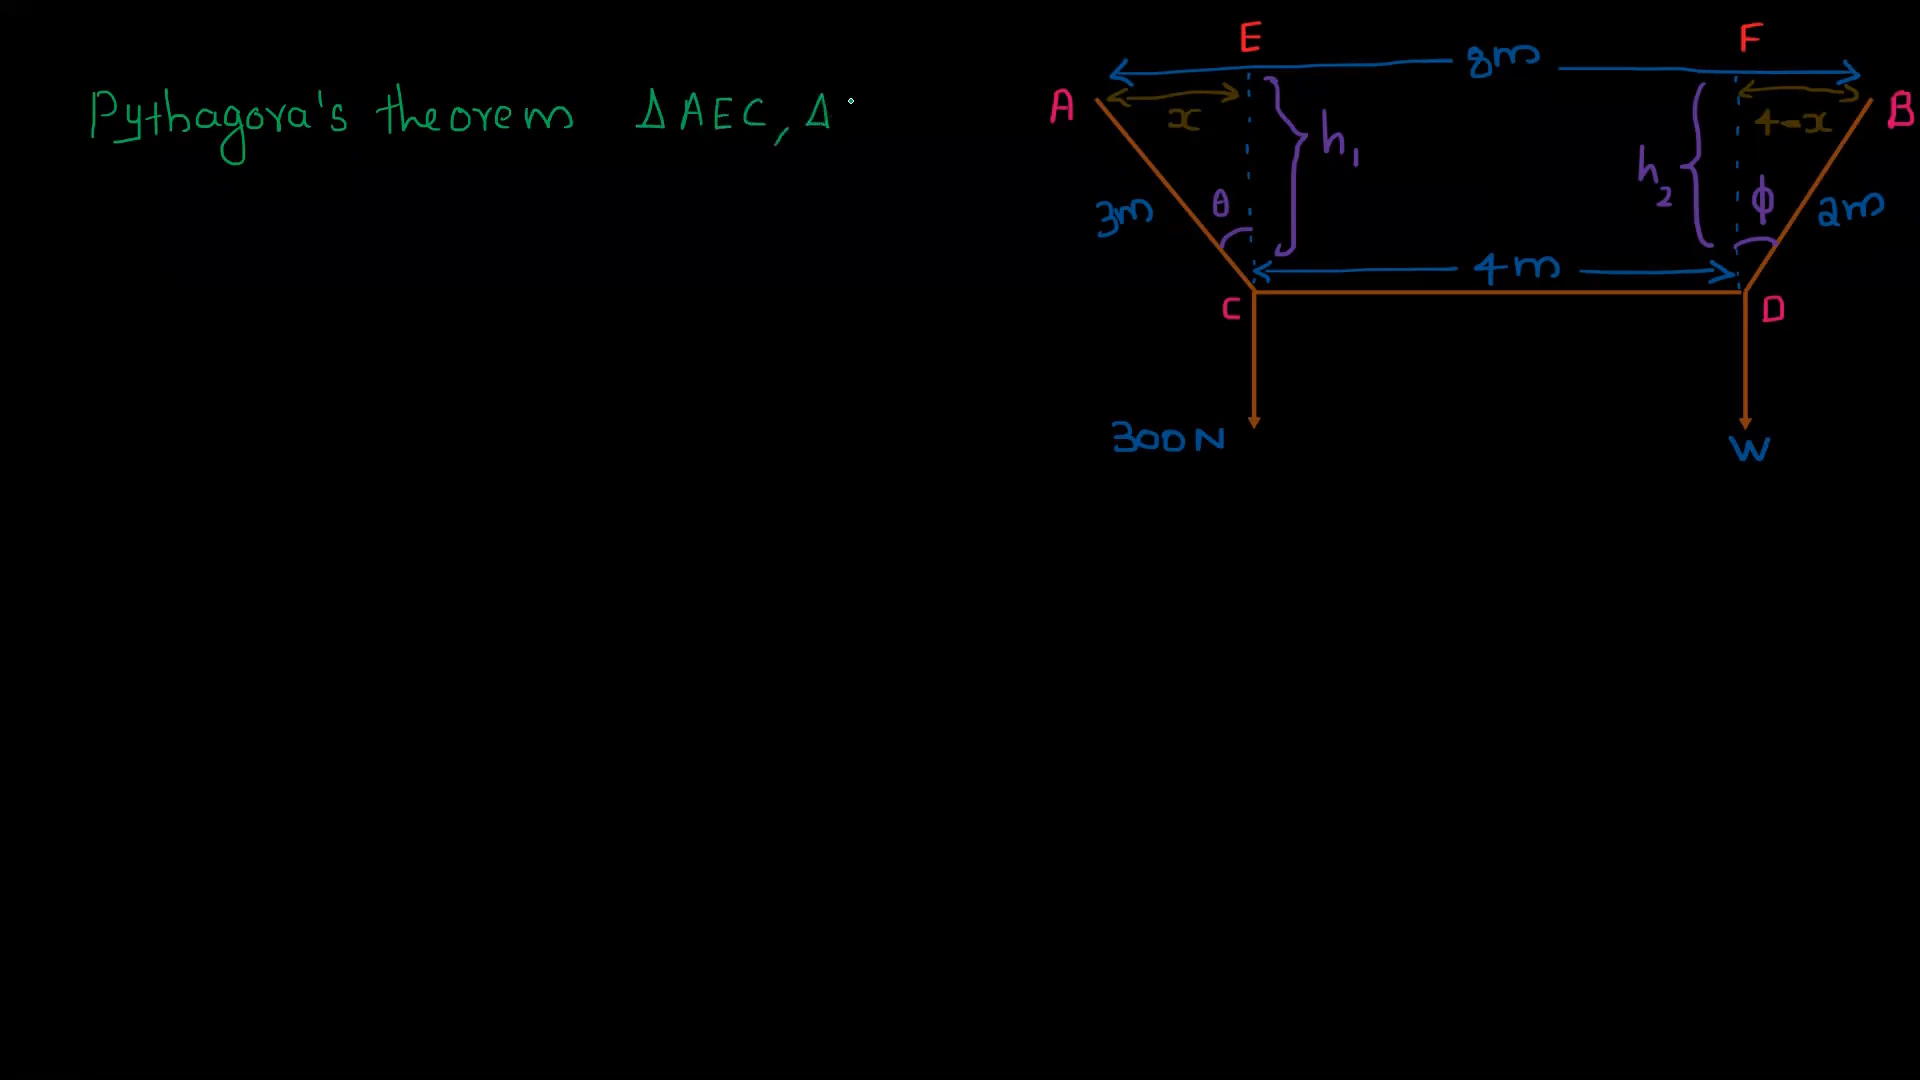 Pythagora's theorem ΔAEC, Δ
E
F
8m
A
x
h₁
4-x
B
h₂
3m
θ
ϕ
2m
4m
C
D
300N
W